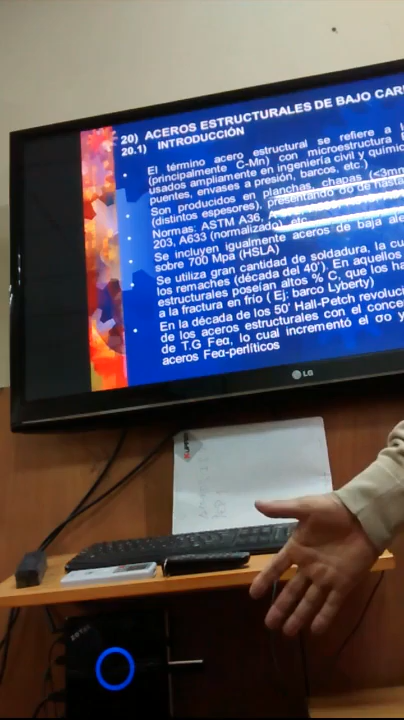 20) ACEROS ESTRUCTURALES DE BAJO CAR
20.1) INTRODUCCIÓN
El término acero estructural se refiere a l
(principalmente C-Mn) con microestructura
usados ampliamente en ingeniería civil y químic
puentes, envases a presión, barcos, etc.)
Son producidos en planchas, chapas (<3mm
(distintos espesores), presentando do de hasta
Normas: ASTM A36,
203, A633 (normalizado), etc
Se incluyen igualmente aceros de baja ale
sobre 700 Mpa (HSLA)
Se utiliza gran cantidad de soldadura, la cu
los remaches (década del 40'). En aquellos
estructurales poseían altos % C, que los ha
a la fractura en frío ( Ej: barco Lyberty)
En la década de los 50' Hall-Petch revoluci
de los aceros estructurales con el conce
de T.G Feα, lo cual incrementó el σo y
aceros Feα-perlíticos
LG